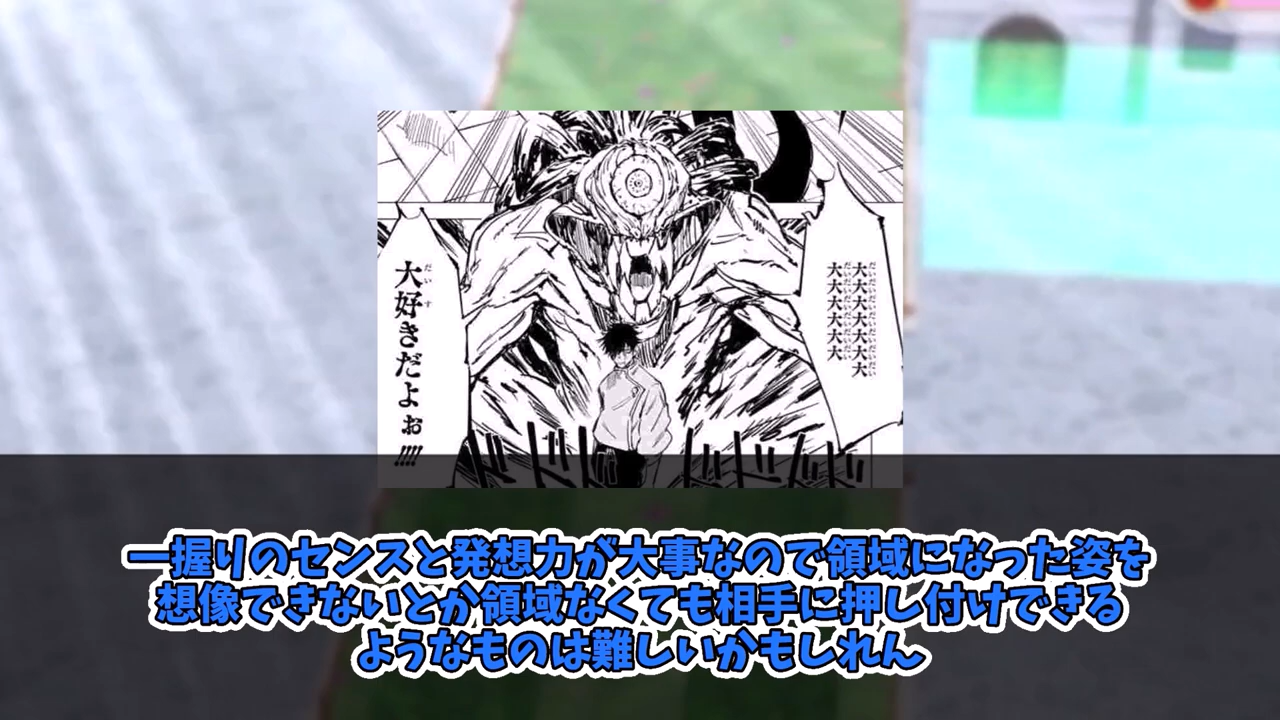 大大大大大大大
大大大大大大
大好きだよぉ!!!!
一握りのセンスと発想力が大事なので領域になった姿を
想像できないとか領域なくても相手に押し付けできる
ようなものは難しいかもしれん